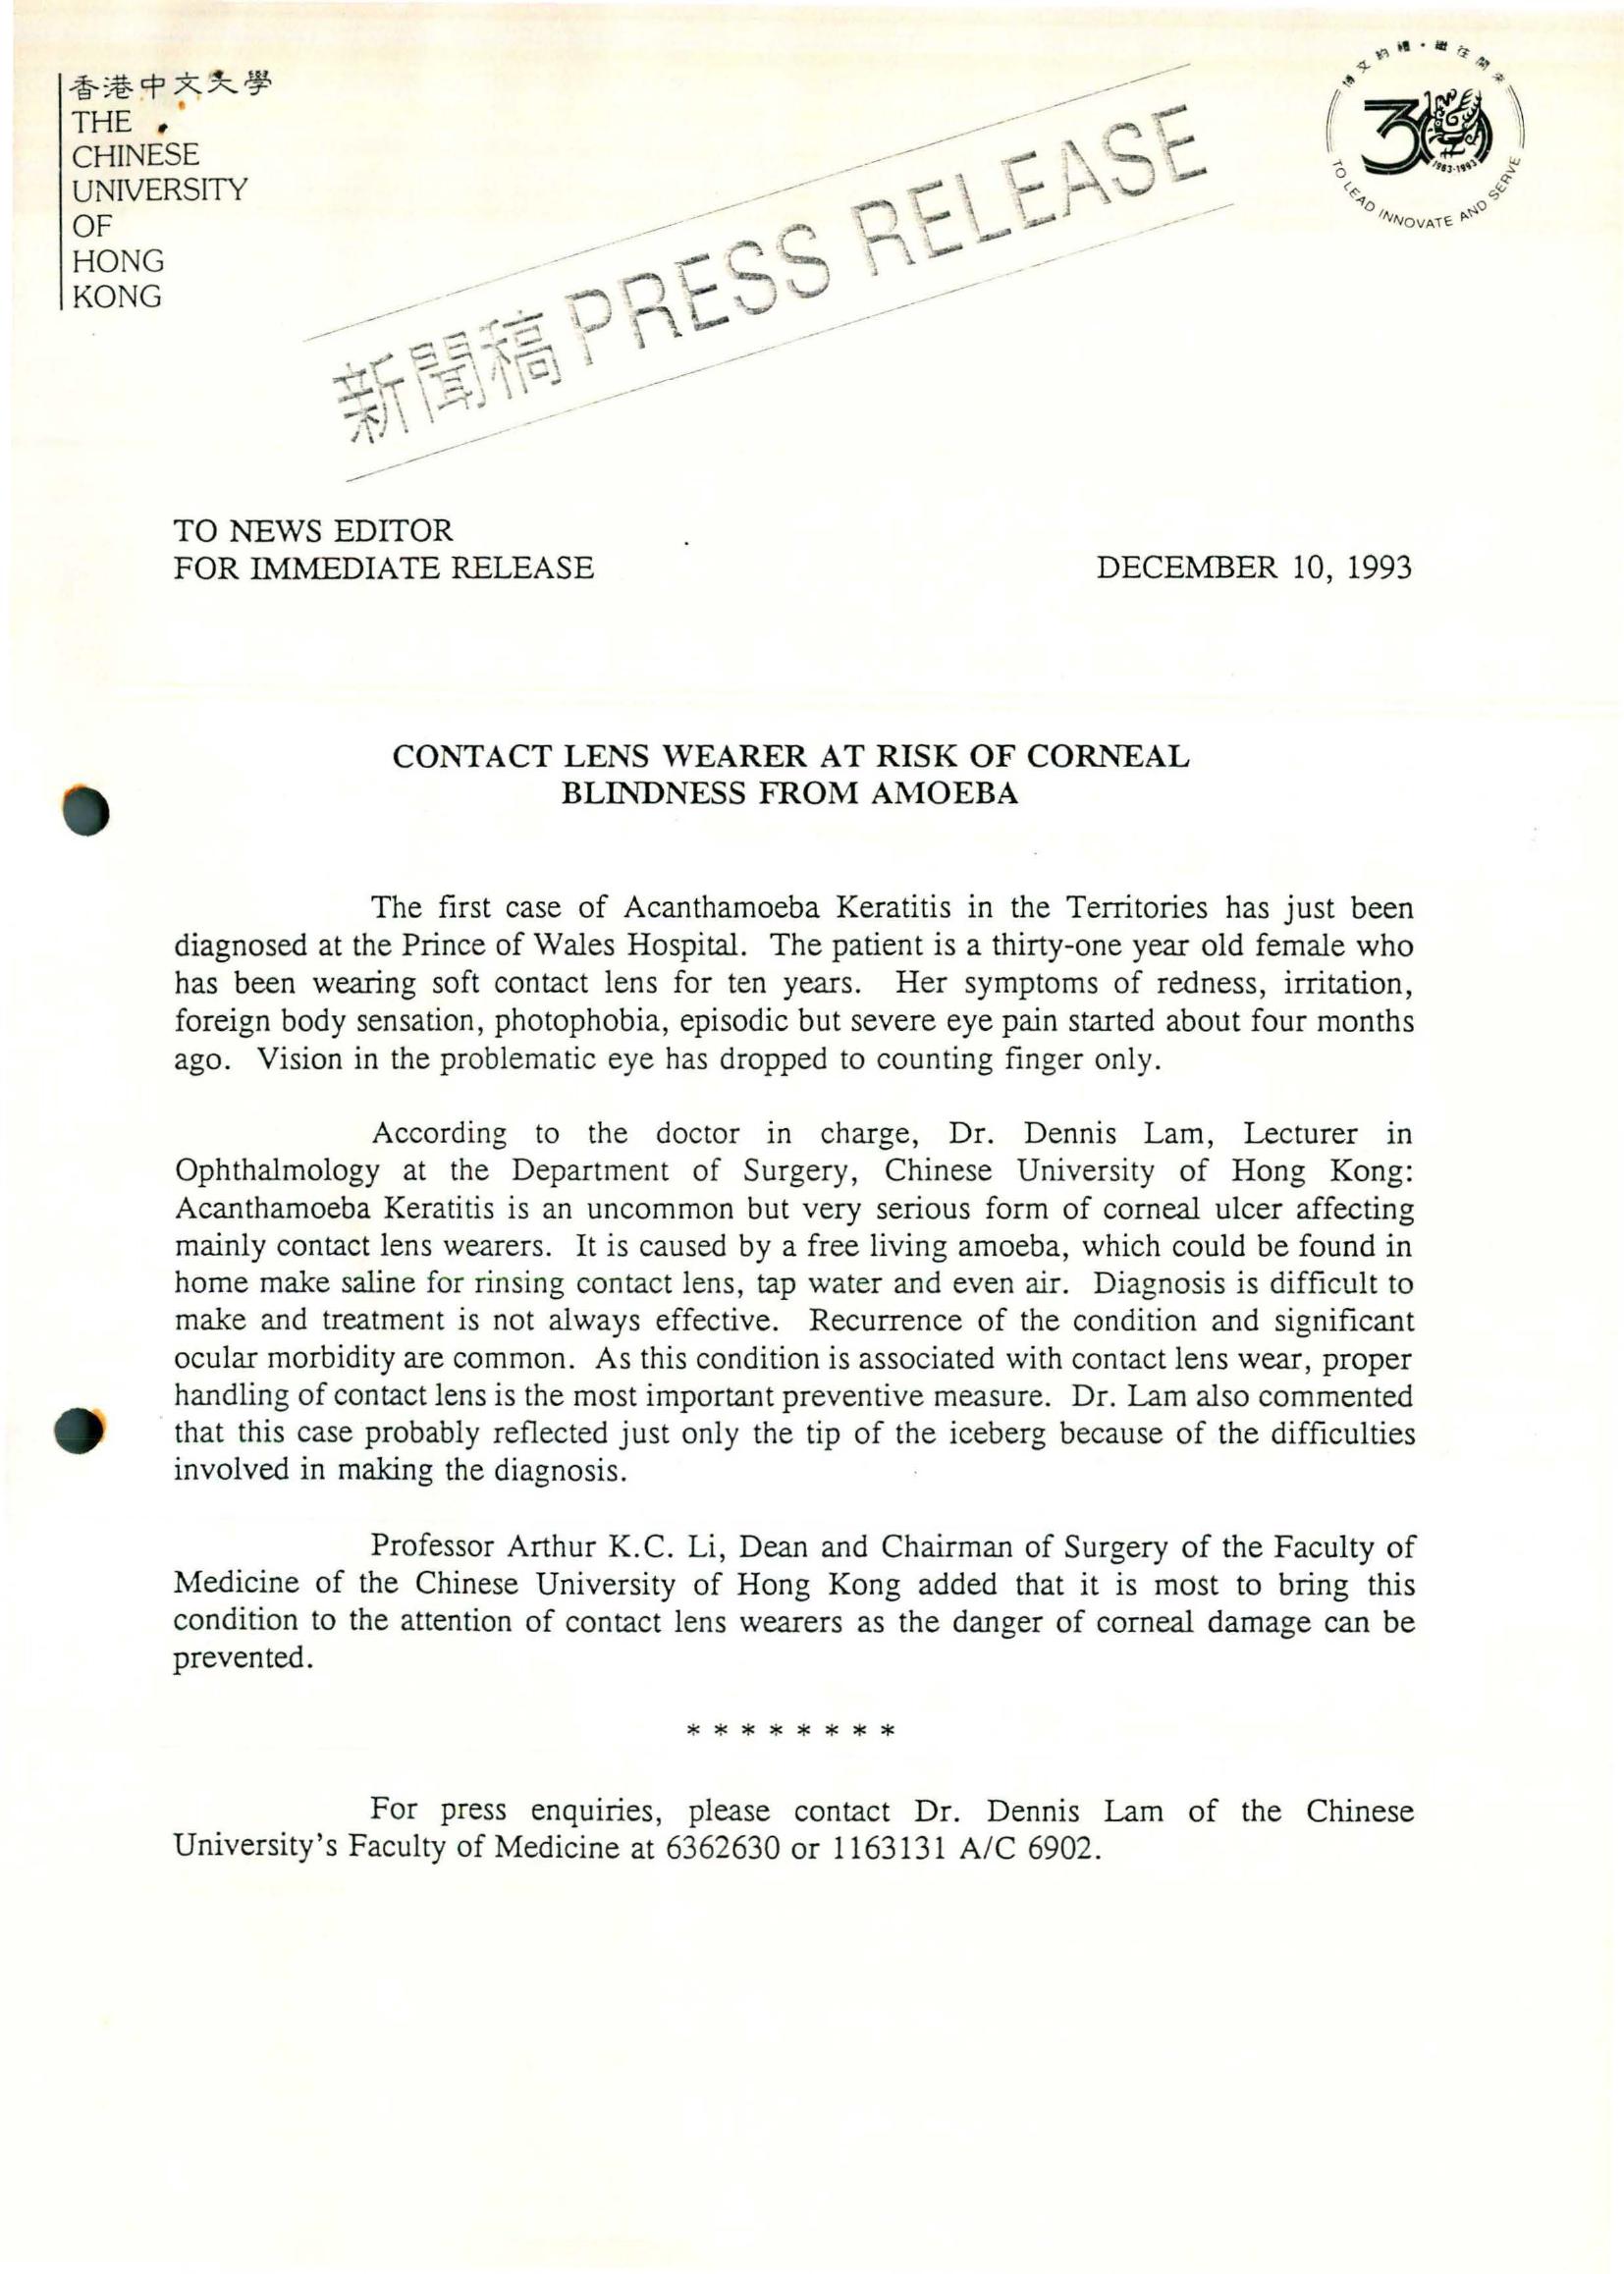 香港中文大學
THE
CHINESE
UNIVERSITY
OF
HONG
KONG
新聞稿 PRESS RELEASE
博文約禮·繼往開來
30
1963-1993
TO LEAD INNOVATE AND SERVE
TO NEWS EDITOR
FOR IMMEDIATE RELEASE
DECEMBER 10, 1993
CONTACT LENS WEARER AT RISK OF CORNEAL
BLINDNESS FROM AMOEBA
The first case of Acanthamoeba Keratitis in the Territories has just been
diagnosed at the Prince of Wales Hospital. The patient is a thirty-one year old female who
has been wearing soft contact lens for ten years. Her symptoms of redness, irritation,
foreign body sensation, photophobia, episodic but severe eye pain started about four months
ago. Vision in the problematic eye has dropped to counting finger only.
According to the doctor in charge, Dr. Dennis Lam, Lecturer in
Ophthalmology at the Department of Surgery, Chinese University of Hong Kong:
Acanthamoeba Keratitis is an uncommon but very serious form of corneal ulcer affecting
mainly contact lens wearers. It is caused by a free living amoeba, which could be found in
home make saline for rinsing contact lens, tap water and even air. Diagnosis is difficult to
make and treatment is not always effective. Recurrence of the condition and significant
ocular morbidity are common. As this condition is associated with contact lens wear, proper
handling of contact lens is the most important preventive measure. Dr. Lam also commented
that this case probably reflected just only the tip of the iceberg because of the difficulties
involved in making the diagnosis.
Professor Arthur K.C. Li, Dean and Chairman of Surgery of the Faculty of
Medicine of the Chinese University of Hong Kong added that it is most to bring this
condition to the attention of contact lens wearers as the danger of corneal damage can be
prevented.
* * * * * * * *
For press enquiries, please contact Dr. Dennis Lam of the Chinese
University's Faculty of Medicine at 6362630 or 1163131 A/C 6902.